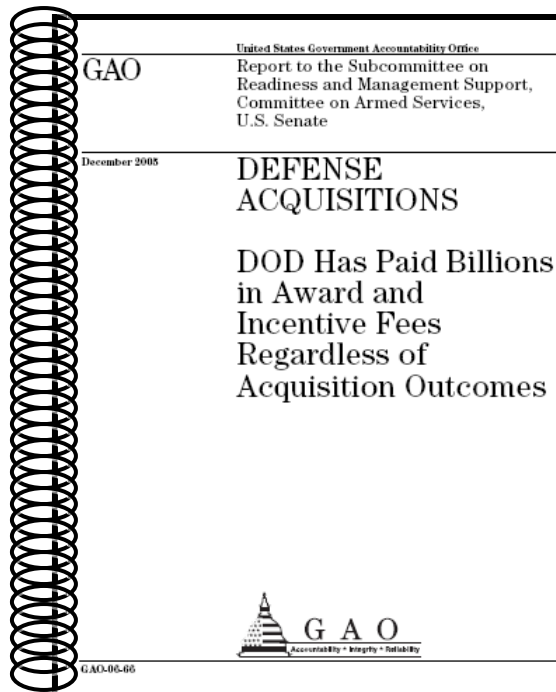 United States Government Accountability Office
GAO
Report to the Subcommittee on
Readiness and Management Support,
Committee on Armed Services,
U.S. Senate
December 2005
DEFENSE
ACQUISITIONS
DOD Has Paid Billions
in Award and
Incentive Fees
Regardless of
Acquisition Outcomes
GAO
Accountability * Integrity * Reliability
GAO-06-66